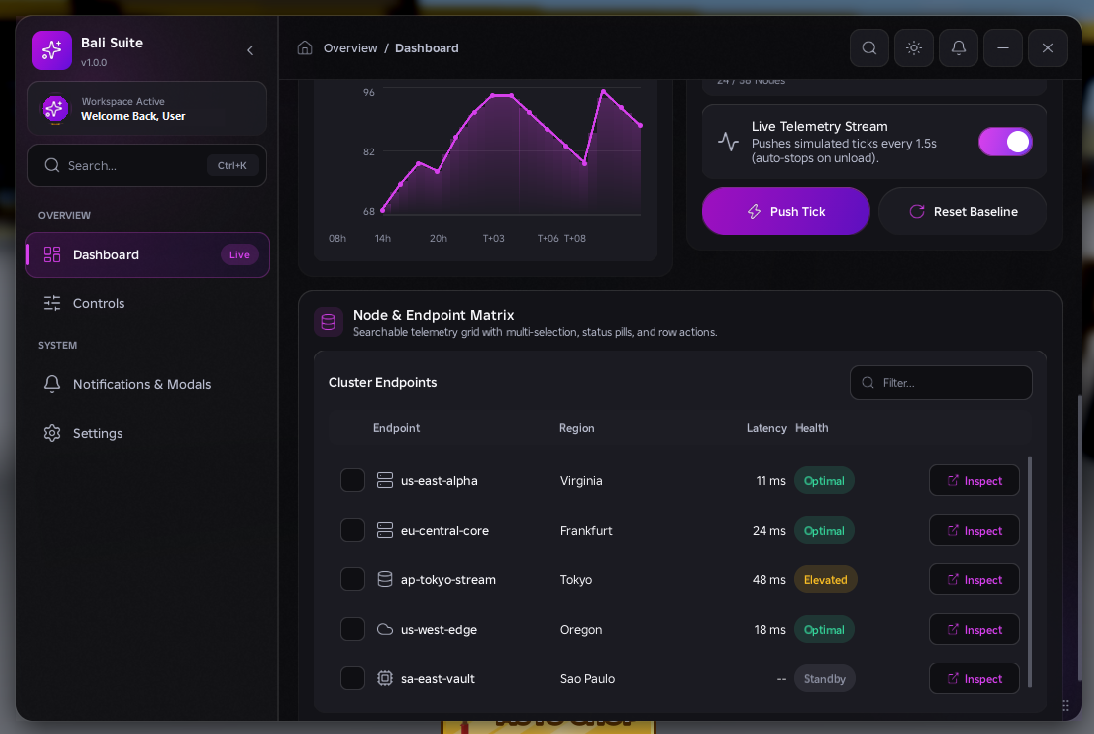 Bali Suite
v1.0.0
Workspace Active
Welcome Back, User
Search...
Ctrl+K
OVERVIEW
Dashboard
Live
Controls
SYSTEM
Notifications & Modals
Settings
Overview / Dashboard
96
82
68
08h 14h 20h T+03 T+06 T+08
24 / 38 Nodes
Live Telemetry Stream
Pushes simulated ticks every 1.5s
(auto-stops on unload).
Push Tick
Reset Baseline
Node & Endpoint Matrix
Searchable telemetry grid with multi-selection, status pills, and row actions.
Cluster Endpoints
Filter...
Endpoint Region Latency Health
us-east-alpha Virginia 11 ms Optimal Inspect
eu-central-core Frankfurt 24 ms Optimal Inspect
ap-tokyo-stream Tokyo 48 ms Elevated Inspect
us-west-edge Oregon 18 ms Optimal Inspect
sa-east-vault Sao Paulo -- Standby Inspect